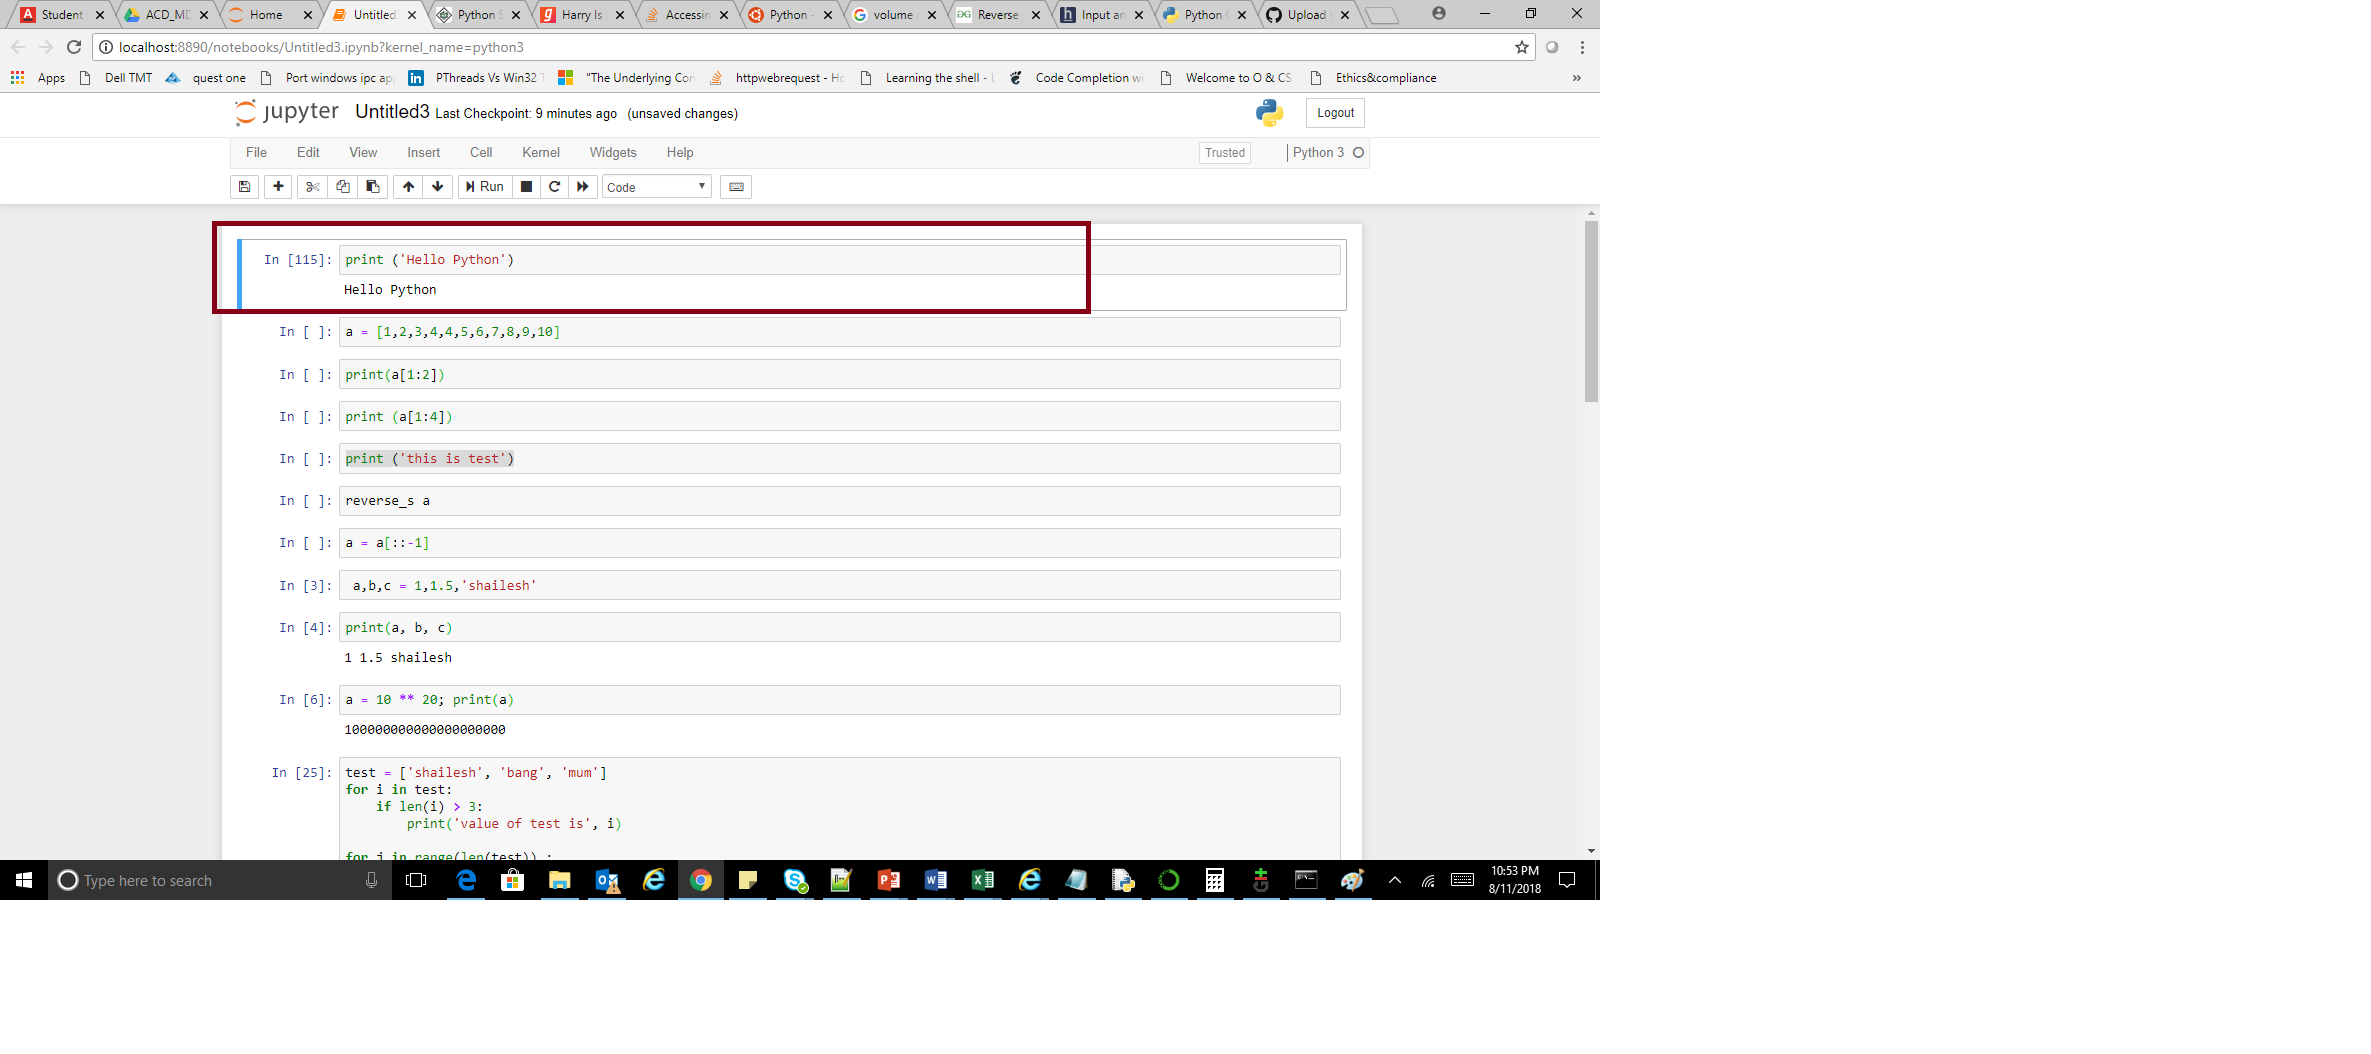 Student
ACD_MD
Home
Untitled3
Python S
Harry Is
Accessin
Python -
volume
Reverse
Input an
Python
Upload
localhost:8890/notebooks/Untitled3.ipynb?kernel_name=python3
Apps
Dell TMT
quest one
Port windows ipc ap
PThreads Vs Win32 T
"The Underlying Con
httpwebrequest - Ho
Learning the shell - L
Code Completion wi
Welcome to O & CS
Ethics&compliance
»
jupyter Untitled3 Last Checkpoint: 9 minutes ago (unsaved changes)
Logout
File Edit View Insert Cell Kernel Widgets Help
Trusted
Python 3
Run
Code
In [115]: print ('Hello Python')
Hello Python
In [ ]: a = [1,2,3,4,4,5,6,7,8,9,10]
In [ ]: print(a[1:2])
In [ ]: print (a[1:4])
In [ ]: print ('this is test')
In [ ]: reverse_s a
In [ ]: a = a[::-1]
In [3]: a,b,c = 1,1.5,'shailesh'
In [4]: print(a, b, c)
1 1.5 shailesh
In [6]: a = 10 ** 20; print(a)
100000000000000000000
In [25]: test = ['shailesh', 'bang', 'mum']
for i in test:
if len(i) > 3:
print('value of test is', i)
for i in range(len(test)) :
Type here to search
10:53 PM
8/11/2018